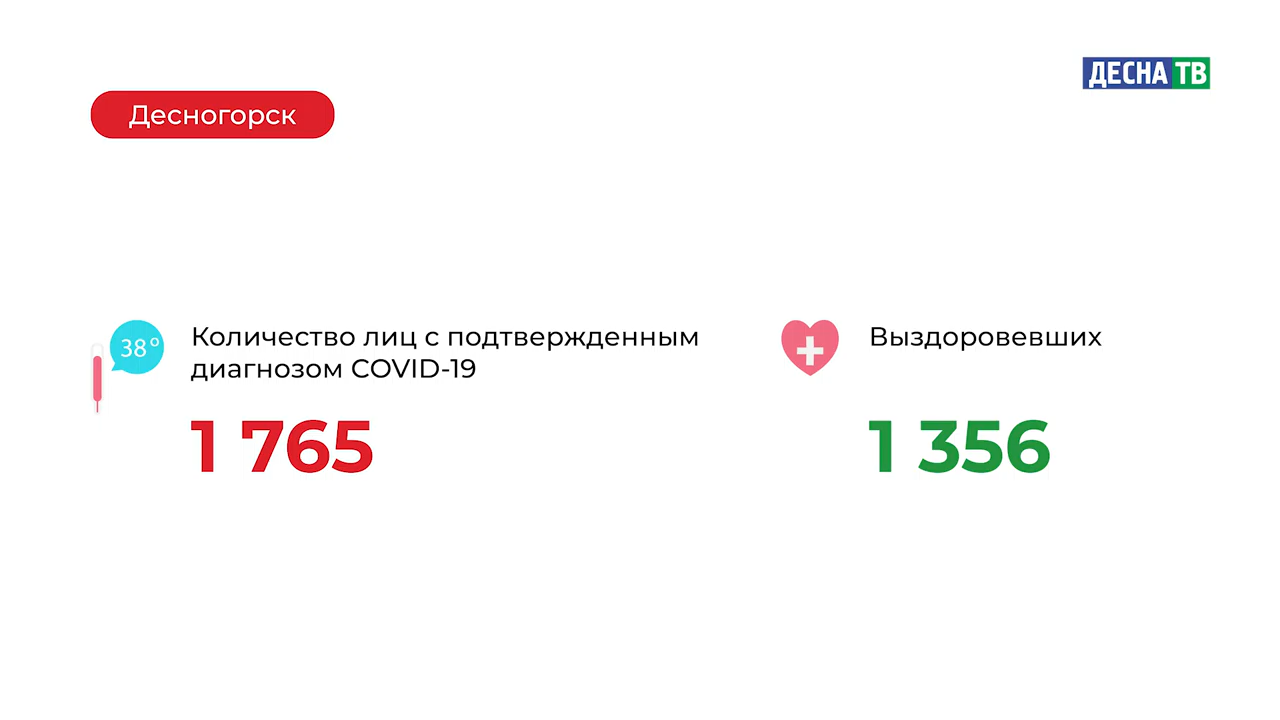 ДЕСНА ТВ
Десногорск
38°
Количество лиц с подтвержденным
диагнозом COVID-19
1 765
Выздоровевших
1 356